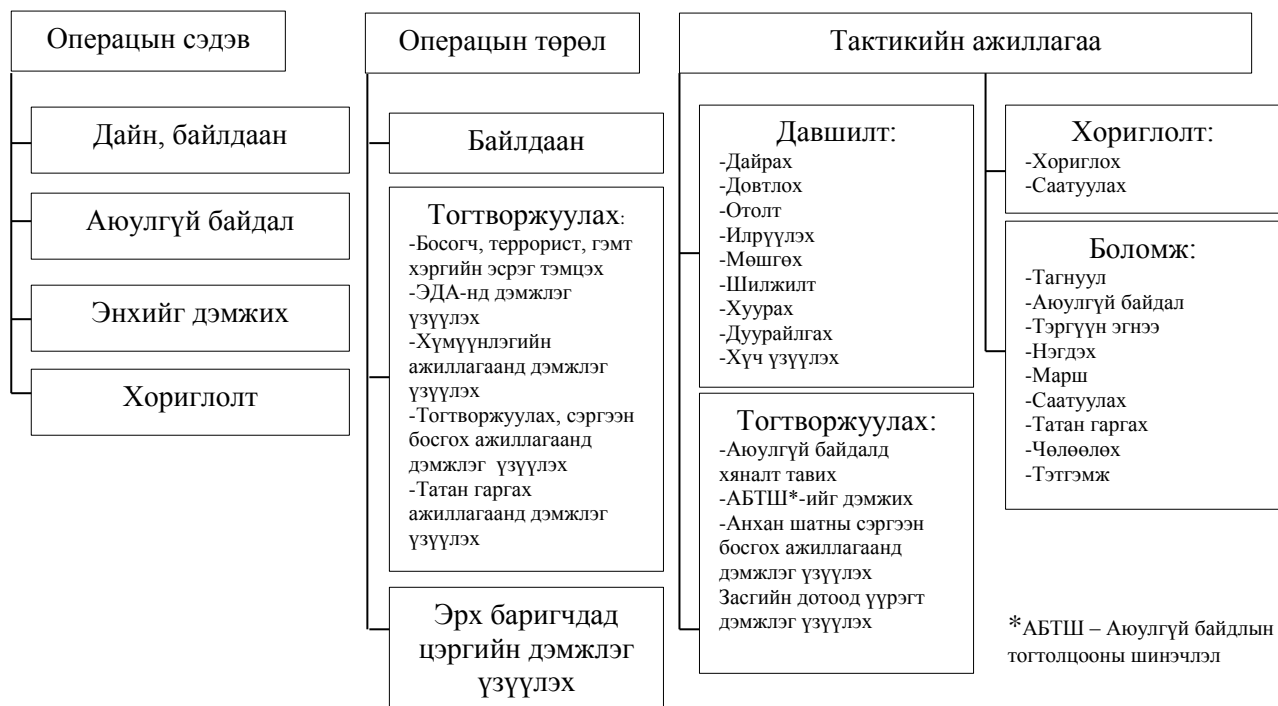 Операцын сэдэв
Дайн, байлдаан
Аюулгүй байдал
Энхийг дэмжих
Хориглолт
Операцын төрөл
Байлдаан
Тогтворжуулах:
-Босогч, террорист, гэмт
хэргийн эсрэг тэмцэх
-ЭДА-нд дэмжлэг
үзүүлэх
-Хүмүүнлэгийн
ажиллагаанд дэмжлэг
үзүүлэх
-Тогтворжуулах, сэргээн
босгох ажиллагаанд
дэмжлэг үзүүлэх
-Татан гаргах
ажиллагаанд дэмжлэг
үзүүлэх
Эрх баригчдад
цэргийн дэмжлэг
үзүүлэх
Тактикийн ажиллагаа
Давшилт:
-Дайрах
-Довтлох
-Отолт
-Илрүүлэх
-Мөшгөх
-Шилжилт
-Хуурах
-Дуурайлгах
-Хүч үзүүлэх
Тогтворжуулах:
-Аюулгүй байдалд
хяналт тавих
-АБТШ*-ийг дэмжих
-Анхан шатны сэргээн
босгох ажиллагаанд
дэмжлэг үзүүлэх
Засгийн дотоод үүрэгт
дэмжлэг үзүүлэх
Хориглолт:
-Хориглох
-Саатуулах
Боломж:
-Тагнуул
-Аюулгүй байдал
-Тэргүүн эгнээ
-Нэгдэх
-Марш
-Саатуулах
-Татан гаргах
-Чөлөөлөх
-Тэтгэмж
*АБТШ – Аюулгүй байдлын
тогтолцооны шинэчлэл